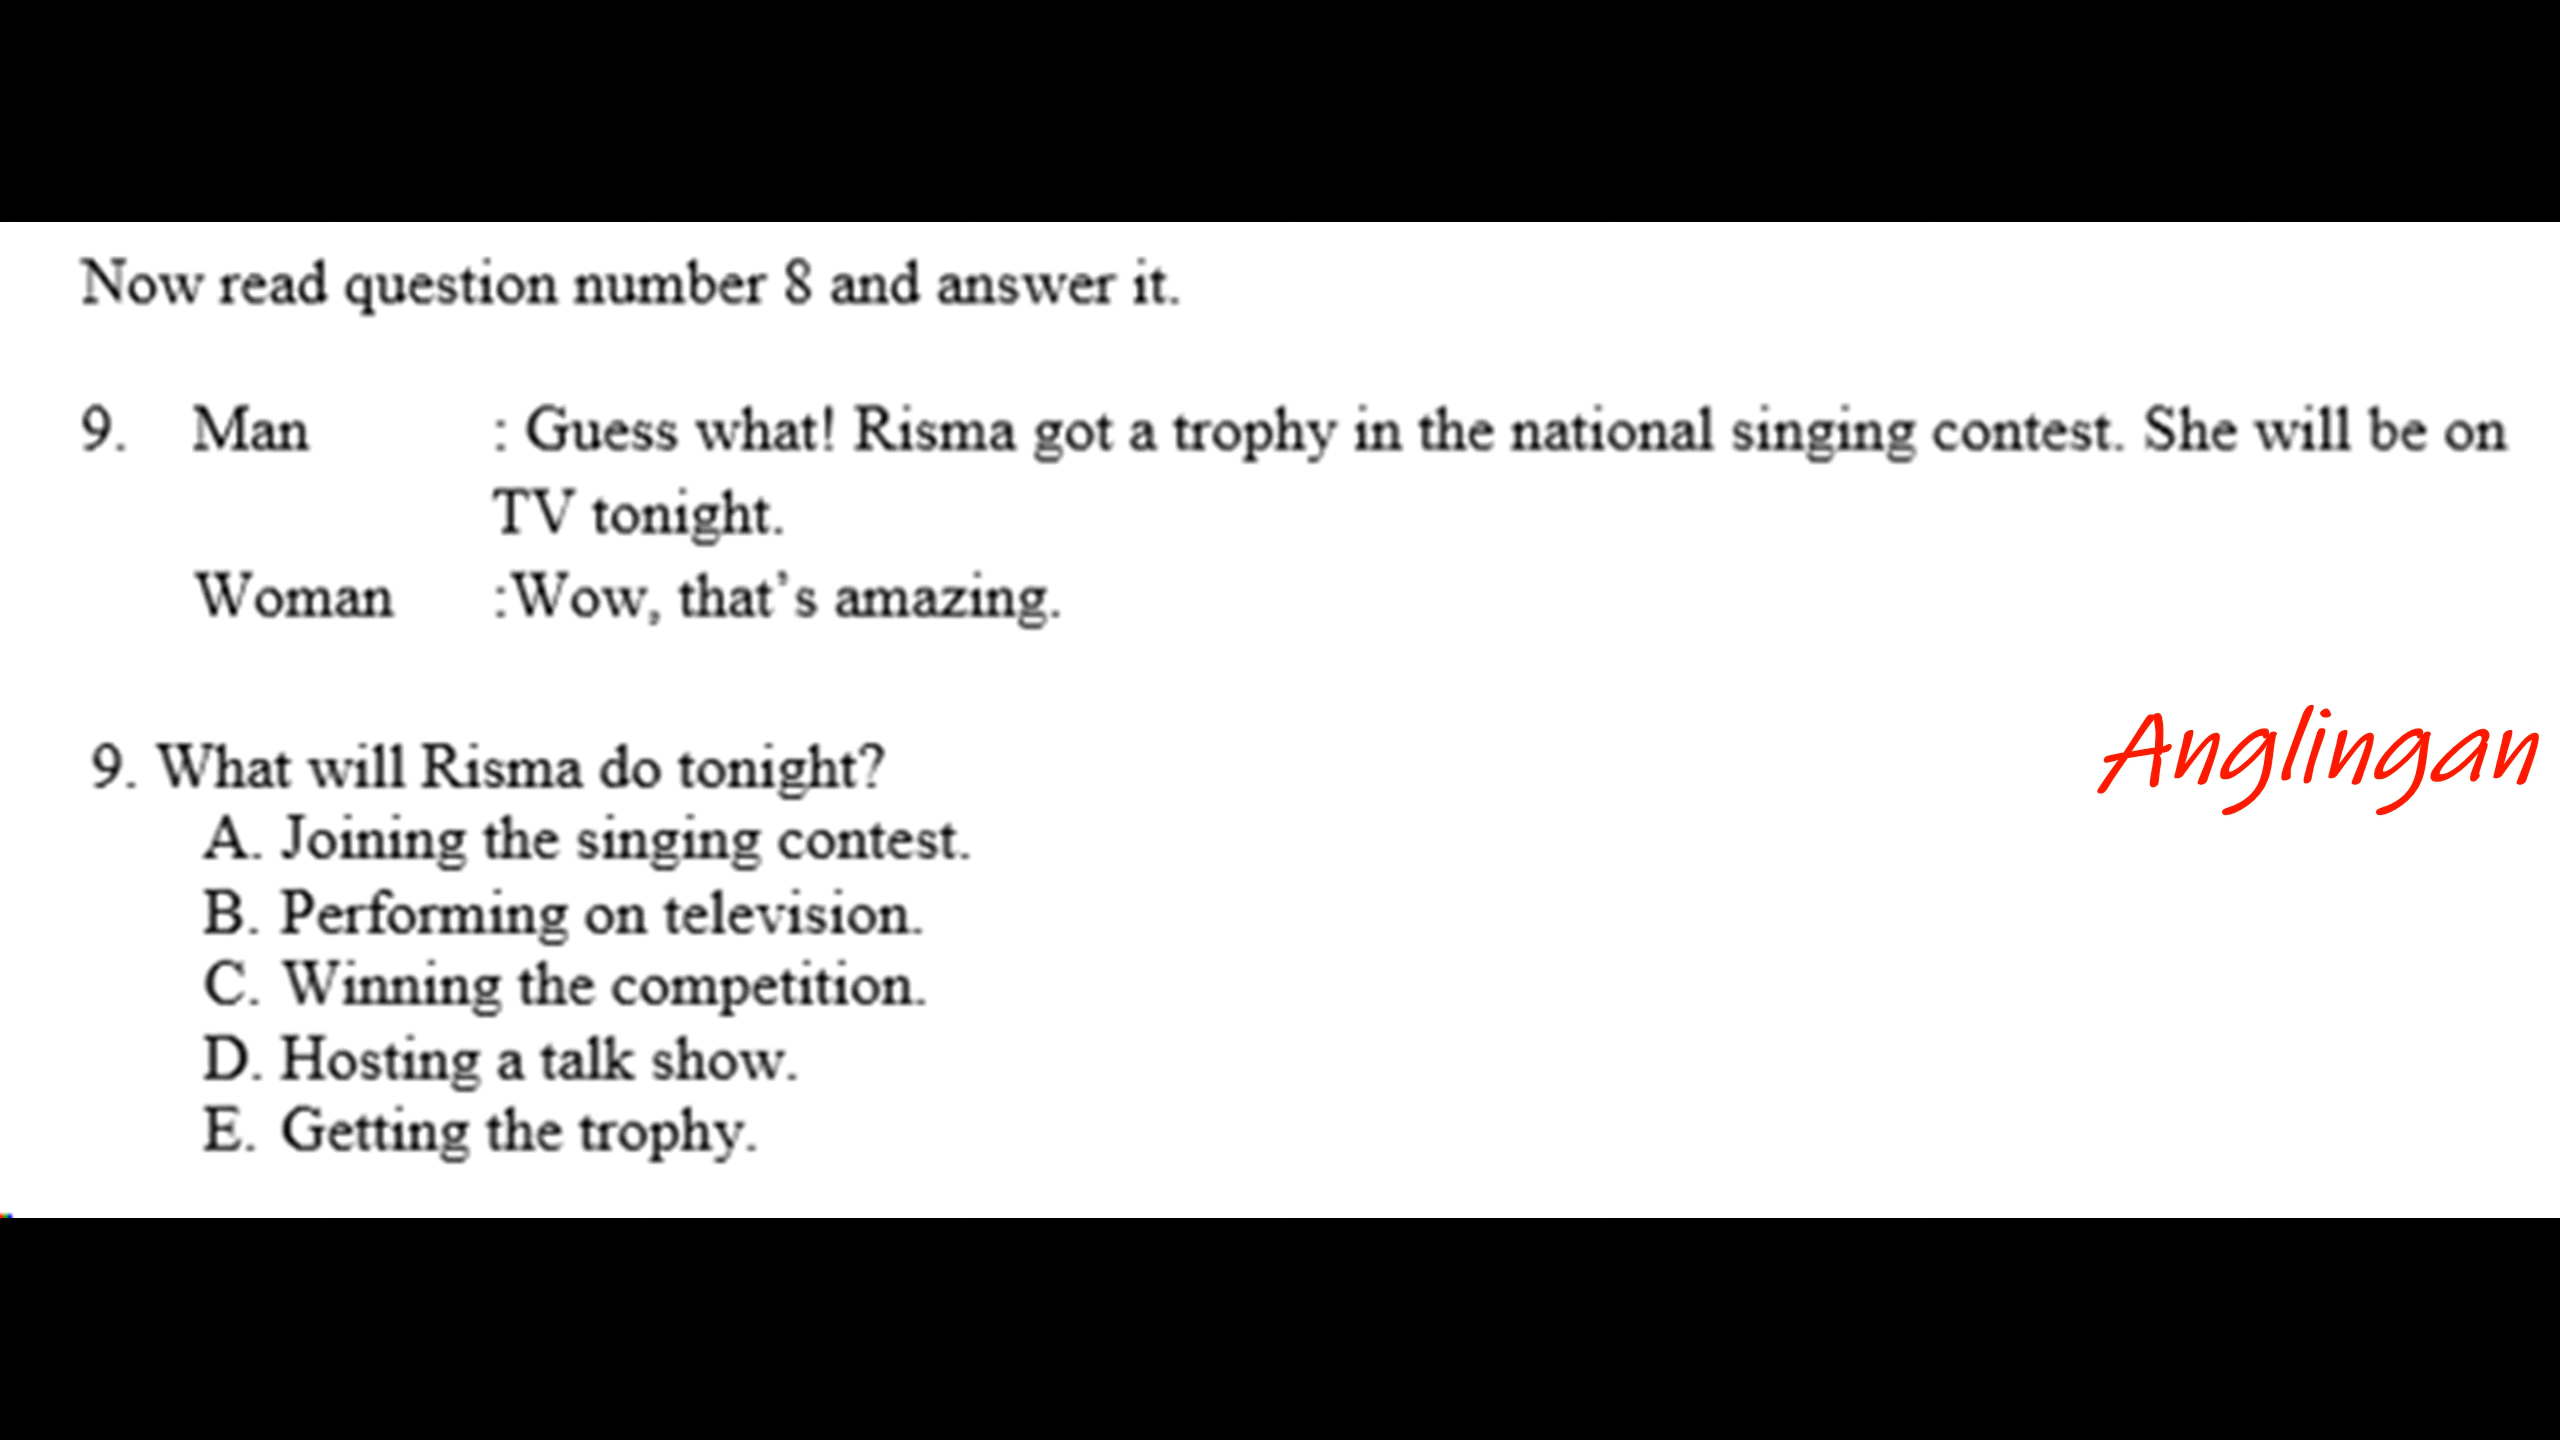 Now read question number 8 and answer it.
9. Man : Guess what! Risma got a trophy in the national singing contest. She will be on
TV tonight.
Woman :Wow, that’s amazing.
Anglingan
9. What will Risma do tonight?
A. Joining the singing contest.
B. Performing on television.
C. Winning the competition.
D. Hosting a talk show.
E. Getting the trophy.